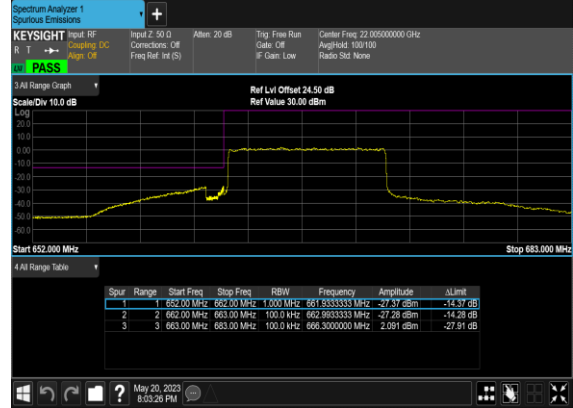 Spectrum Analyzer 1
Spurious Emissions
KEYSIGHT Input: RF
R T Coupling: DC
Align: Off
Input Z: 50 Ω
Corrections: Off
Freq Ref: Int (S)
Atten: 20 dB
Trig: Free Run
Gate: Off
IF Gain: Low
Center Freq: 22.005000000 GHz
Avg|Hold: 100/100
Radio Std: None
PASS
3 All Range Graph
Scale/Div 10.0 dB
Ref Lvl Offset 24.50 dB
Ref Value 30.00 dBm
Log
20.0
10.0
0.00
-10.0
-20.0
-30.0
-40.0
-50.0
-60.0
Start 652.000 MHz
Stop 683.000 MHz
4 All Range Table
Spur Range Start Freq Stop Freq RBW Frequency Amplitude ΔLimit
1 1 652.00 MHz 662.00 MHz 1.000 MHz 661.9333333 MHz -27.37 dBm -14.37 dB
2 2 662.00 MHz 663.00 MHz 100.0 kHz 662.9933333 MHz -27.28 dBm -14.28 dB
3 3 663.00 MHz 683.00 MHz 100.0 kHz 666.3000000 MHz 2.091 dBm -27.91 dB
?
May 20, 2023
8:03:26 PM